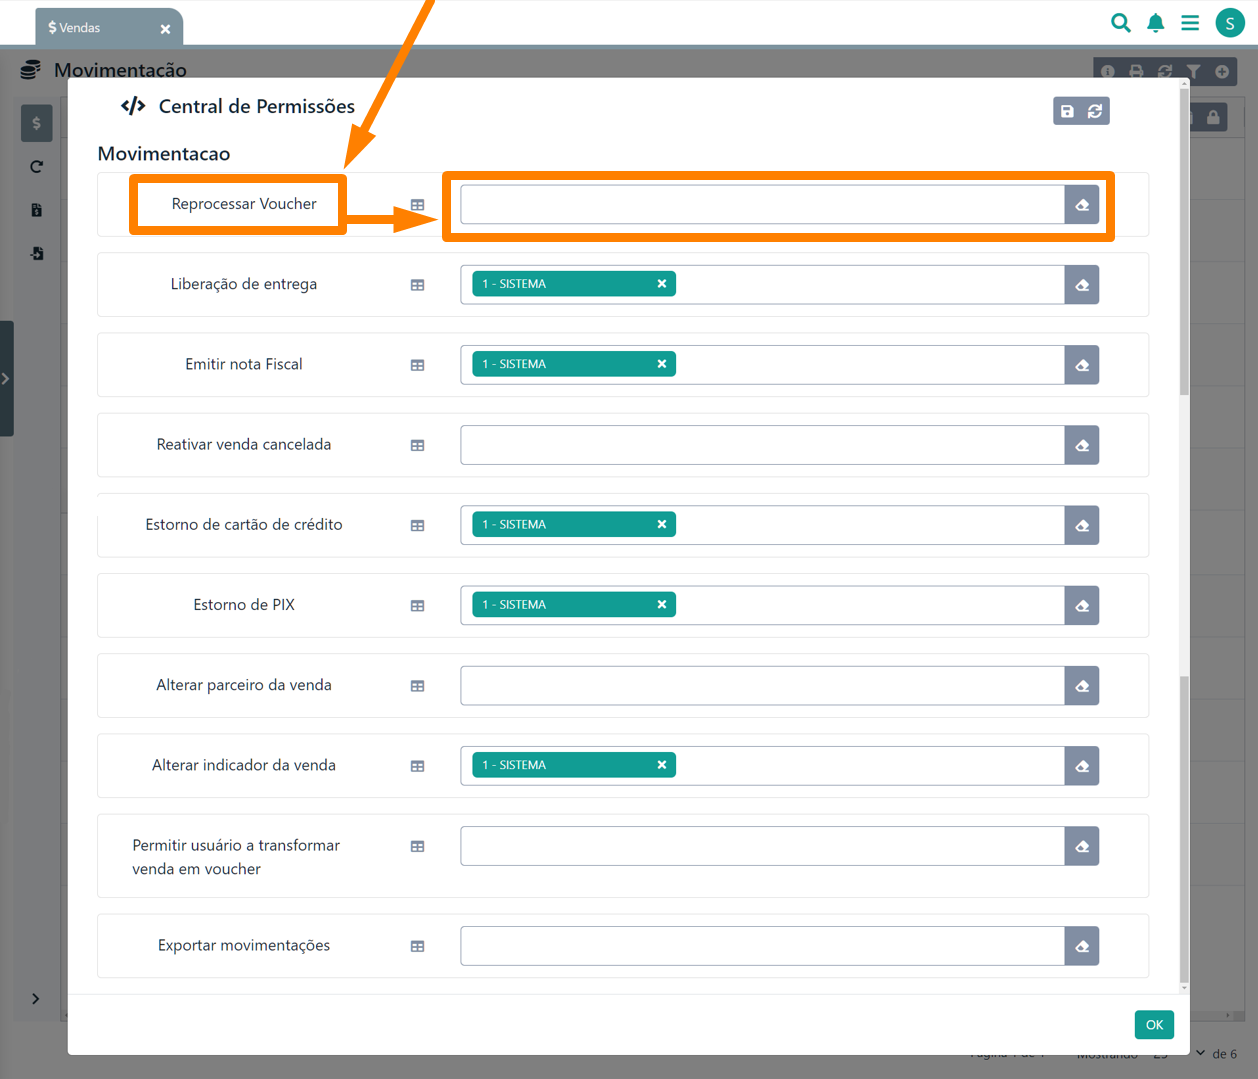 $ Vendas
S
Movimentação
Central de Permissões
Movimentacao
Reprocessar Voucher
Liberação de entrega
1 - SISTEMA
Emitir nota Fiscal
1 - SISTEMA
Reativar venda cancelada
Estorno de cartão de crédito
1 - SISTEMA
Estorno de PIX
1 - SISTEMA
Alterar parceiro da venda
Alterar indicador da venda
1 - SISTEMA
Permitir usuário a transformar
venda em voucher
Exportar movimentações
OK
de 6